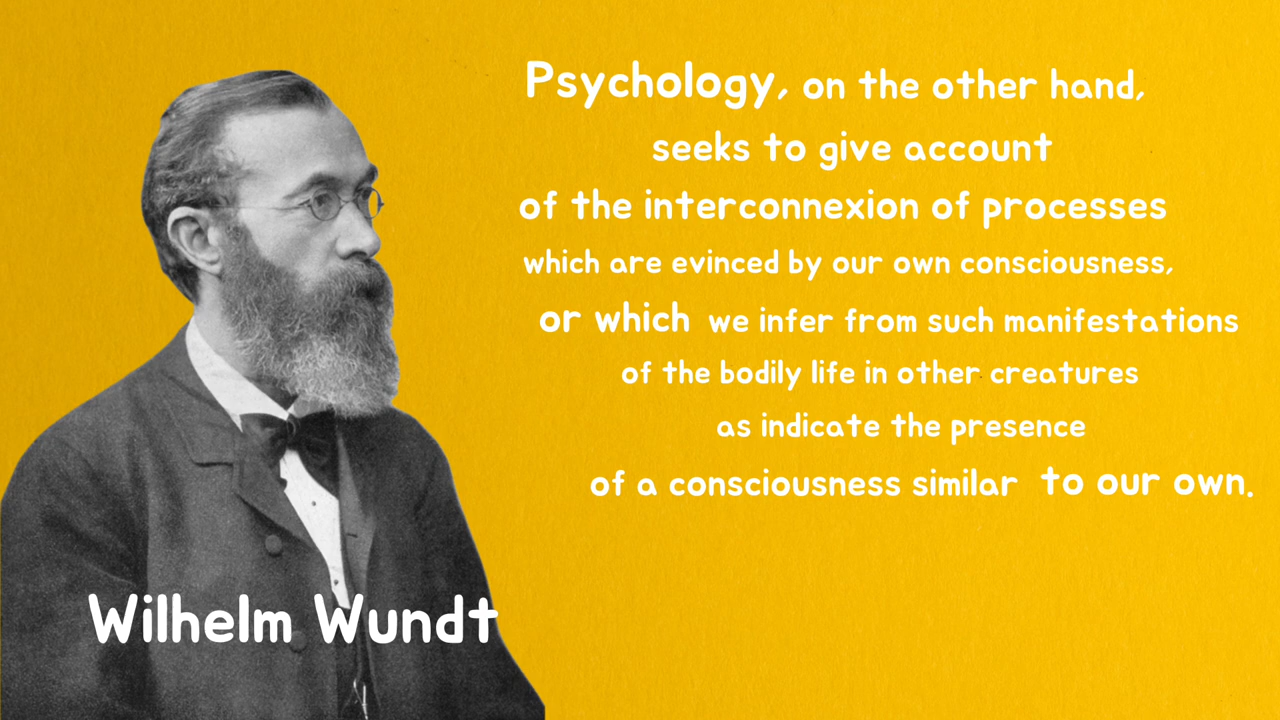 Psychology, on the other hand,
seeks to give account
of the interconnexion of processes
which are evinced by our own consciousness,
or which we infer from such manifestations
of the bodily life in other creatures
as indicate the presence
of a consciousness similar to our own.
Wilhelm Wundt